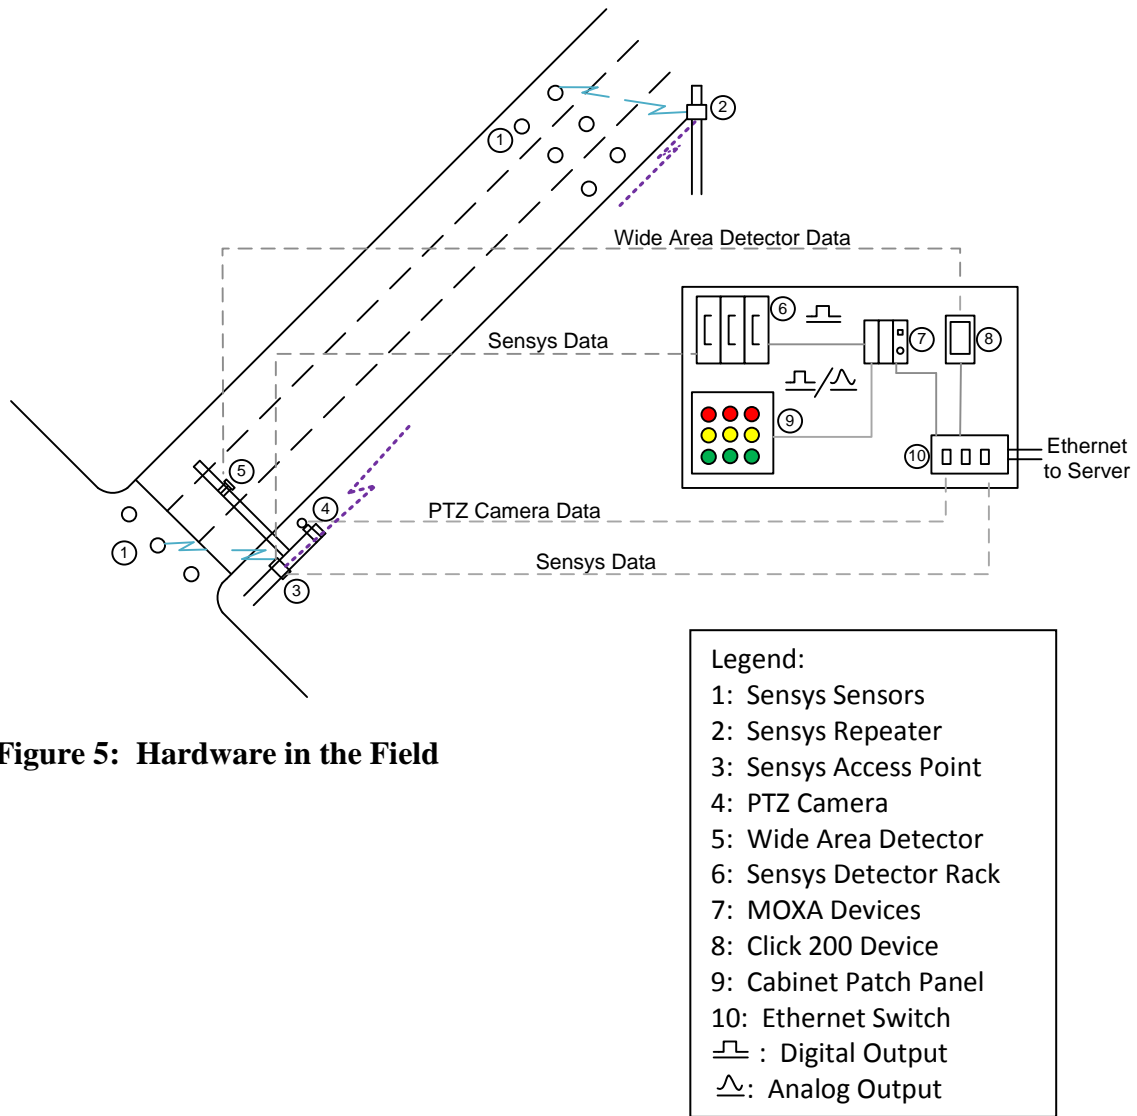 2
1
Wide Area Detector Data
6
7
8
Sensys Data
9
Ethernet
to Server
10
5
4
PTZ Camera Data
1
Sensys Data
3
Legend:
1: Sensys Sensors
2: Sensys Repeater
3: Sensys Access Point
4: PTZ Camera
5: Wide Area Detector
6: Sensys Detector Rack
7: MOXA Devices
8: Click 200 Device
9: Cabinet Patch Panel
10: Ethernet Switch
: Digital Output
: Analog Output
Figure 5: Hardware in the Field